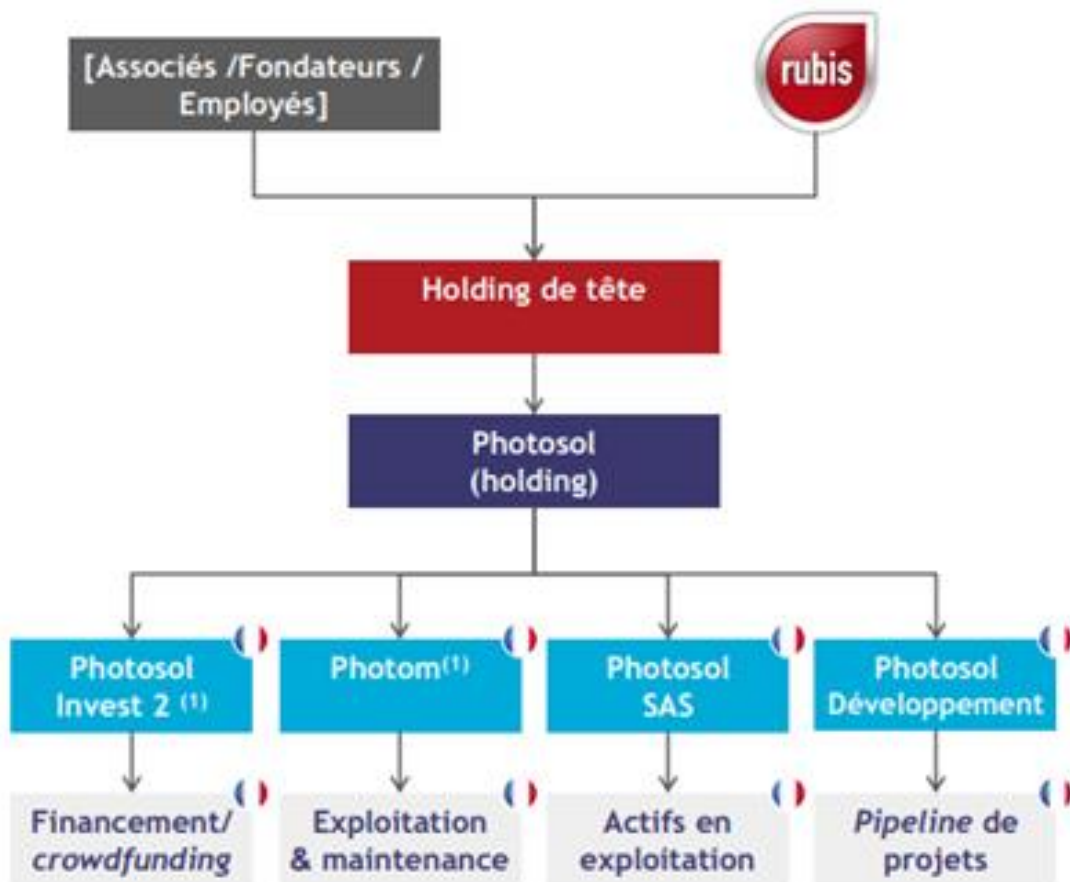 [Associés /Fondateurs /
Employés]
rubis
Holding de tête
Photosol
(holding)
Photosol
Invest 2 (1)
Photom(1)
Photosol
SAS
Photosol
Développement
Financement/
crowdfunding
Exploitation
& maintenance
Actifs en
exploitation
Pipeline de
projets